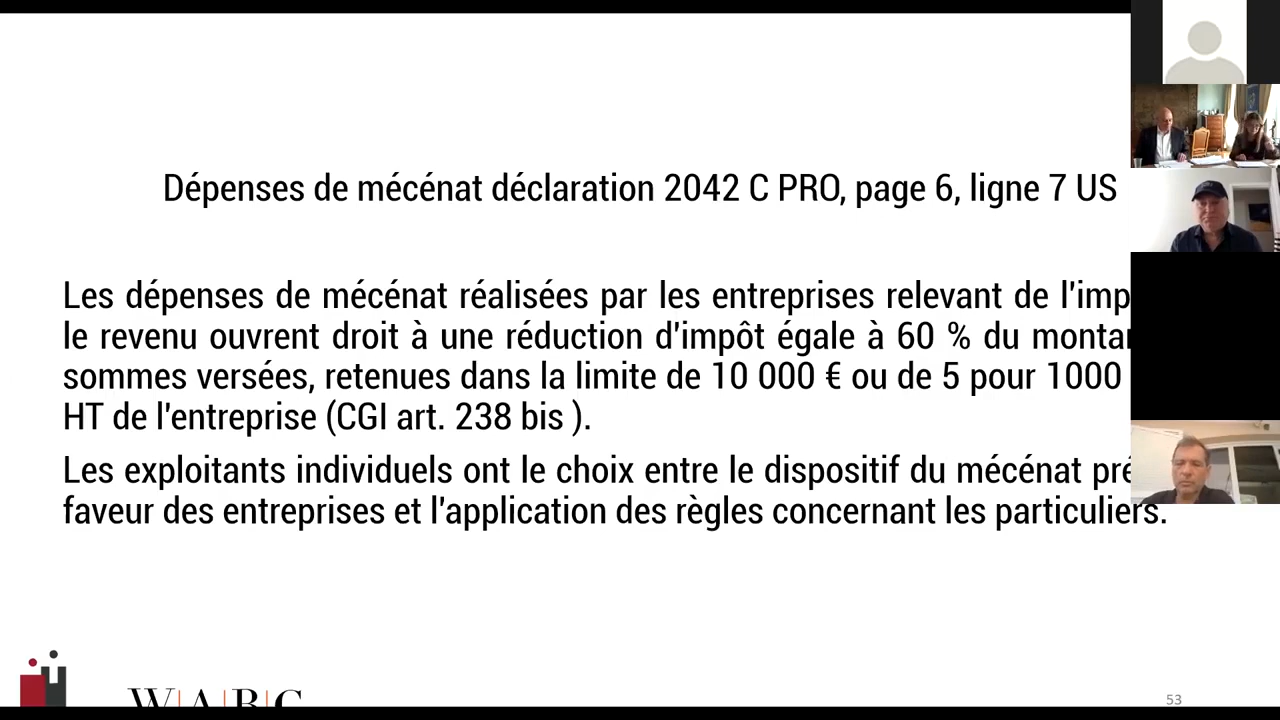 Dépenses de mécénat déclaration 2042 C PRO, page 6, ligne 7 US
Les dépenses de mécénat réalisées par les entreprises relevant de l'imp
le revenu ouvrent droit à une réduction d'impôt égale à 60 % du montan
sommes versées, retenues dans la limite de 10 000 € ou de 5 pour 1000
HT de l'entreprise (CGI art. 238 bis ).
Les exploitants individuels ont le choix entre le dispositif du mécénat pré
faveur des entreprises et l'application des règles concernant les particuliers.
W|A|B|C
53